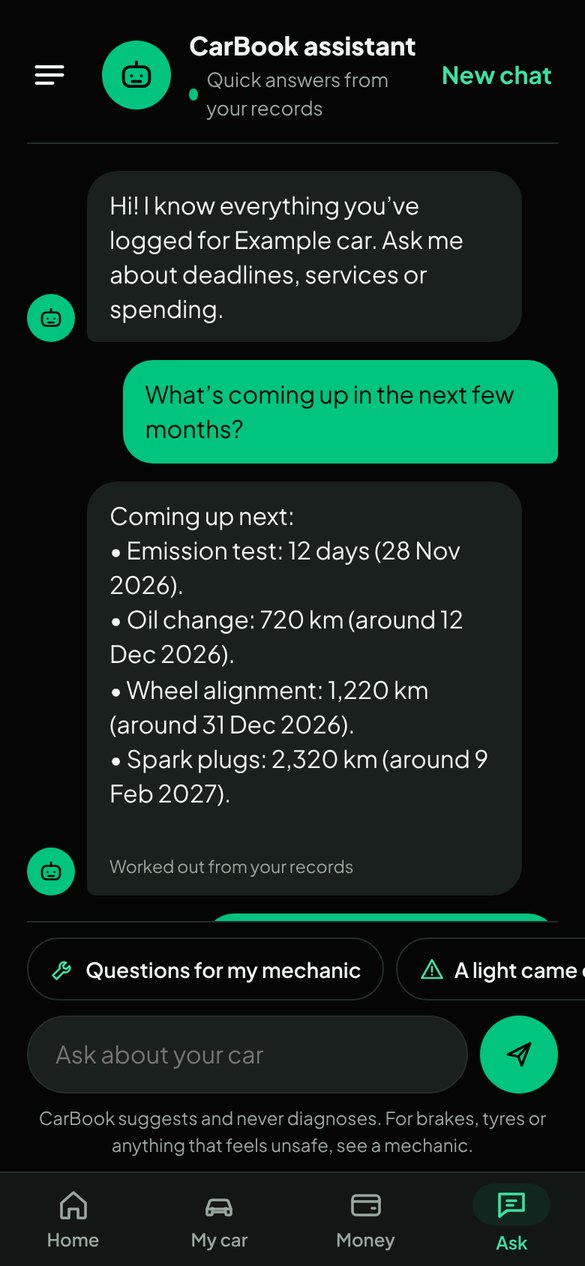 CarBook assistant
Quick answers from
your records
New chat
Hi! I know everything you've
logged for Example car. Ask me
about deadlines, services or
spending.
What's coming up in the next few
months?
Coming up next:
• Emission test: 12 days (28 Nov
2026).
• Oil change: 720 km (around 12
Dec 2026).
• Wheel alignment: 1,220 km
(around 31 Dec 2026).
• Spark plugs: 2,320 km (around 9
Feb 2027).
Worked out from your records
Questions for my mechanic
A light came
Ask about your car
CarBook suggests and never diagnoses. For brakes, tyres or
anything that feels unsafe, see a mechanic.
Home
My car
Money
Ask